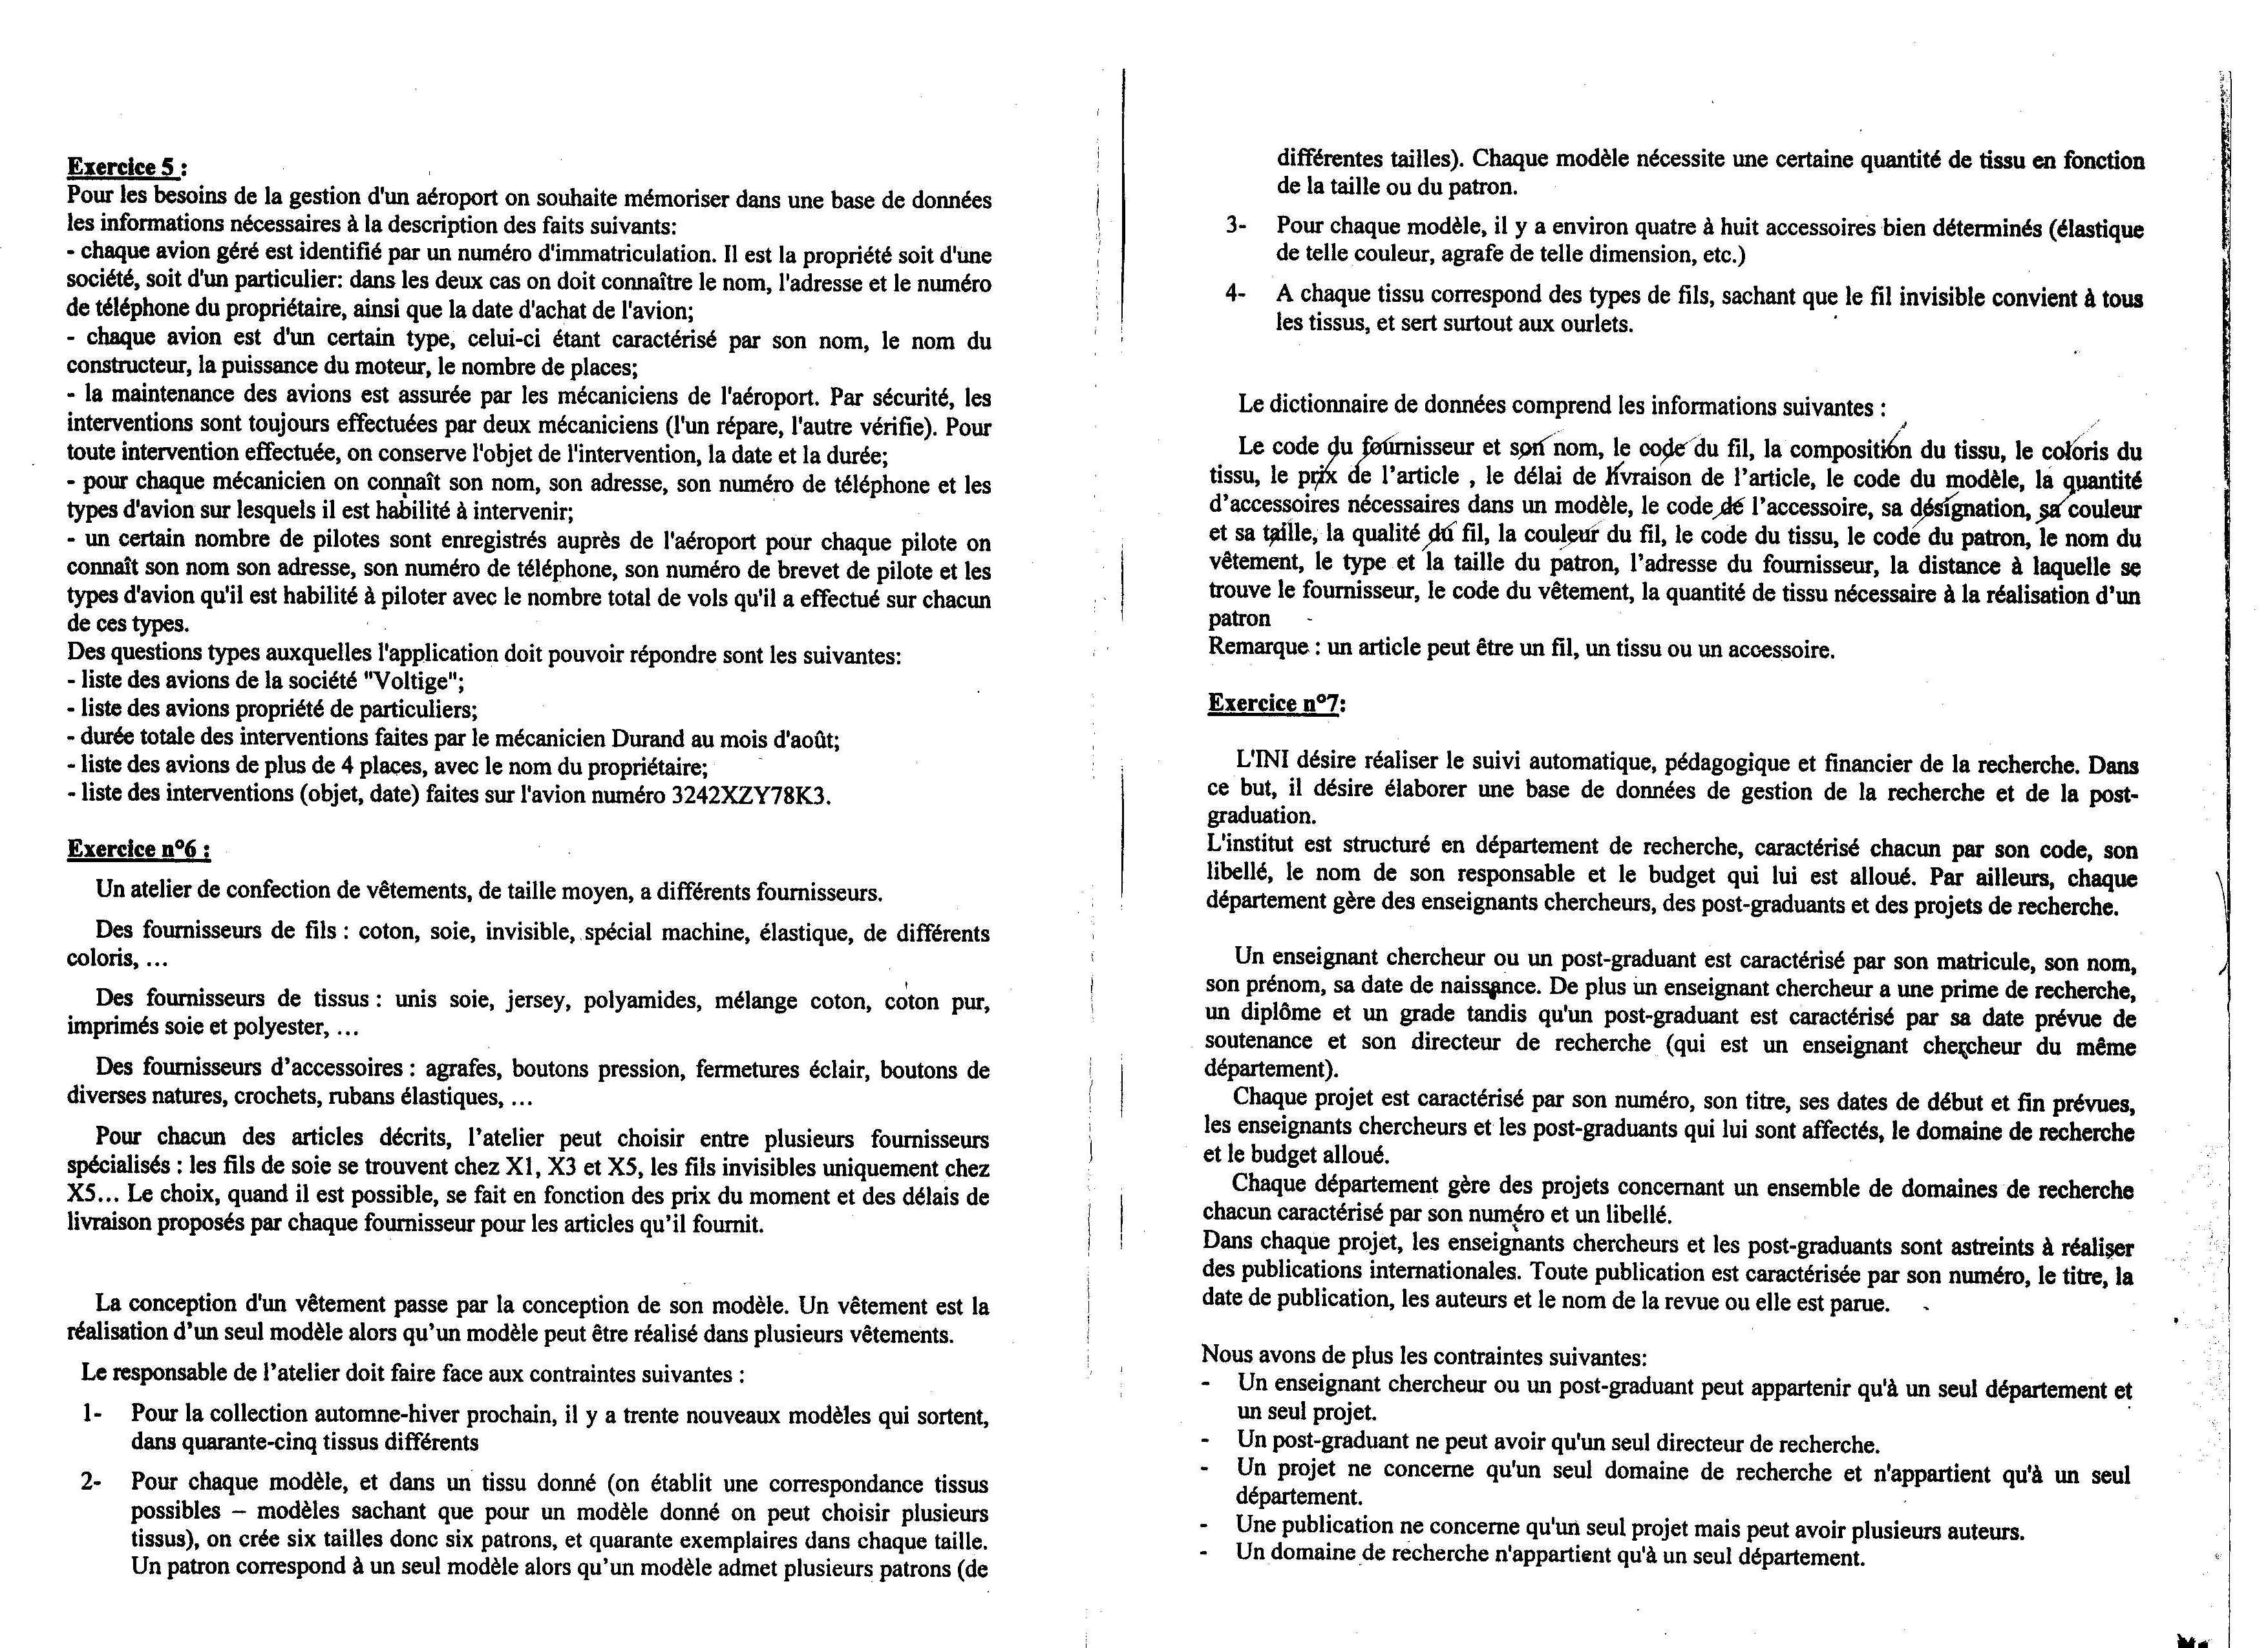 Exercice 5 :
Pour les besoins de la gestion d'un aéroport on souhaite mémoriser dans une base de données
les informations nécessaires à la description des faits suivants:
- chaque avion géré est identifié par un numéro d'immatriculation. Il est la propriété soit d'une
société, soit d'un particulier: dans les deux cas on doit connaître le nom, l'adresse et le numéro
de téléphone du propriétaire, ainsi que la date d'achat de l'avion;
- chaque avion est d'un certain type, celui-ci étant caractérisé par son nom, le nom du
constructeur, la puissance du moteur, le nombre de places;
- la maintenance des avions est assurée par les mécaniciens de l'aéroport. Par sécurité, les
interventions sont toujours effectuées par deux mécaniciens (l'un répare, l'autre vérifie). Pour
toute intervention effectuée, on conserve l'objet de l'intervention, la date et la durée;
- pour chaque mécanicien on connaît son nom, son adresse, son numéro de téléphone et les
types d'avion sur lesquels il est habilité à intervenir;
- un certain nombre de pilotes sont enregistrés auprès de l'aéroport pour chaque pilote on
connaît son nom son adresse, son numéro de téléphone, son numéro de brevet de pilote et les
types d'avion qu'il est habilité à piloter avec le nombre total de vols qu'il a effectué sur chacun
de ces types.
Des questions types auxquelles l'application doit pouvoir répondre sont les suivantes:
- liste des avions de la société "Voltige";
- liste des avions propriété de particuliers;
- durée totale des interventions faites par le mécanicien Durand au mois d'août;
- liste des avions de plus de 4 places, avec le nom du propriétaire;
- liste des interventions (objet, date) faites sur l'avion numéro 3242XZY78K3.
Exercice n°6 :
Un atelier de confection de vêtements, de taille moyen, a différents fournisseurs.
Des fournisseurs de fils : coton, soie, invisible, spécial machine, élastique, de différents
coloris, …
Des fournisseurs de tissus : unis soie, jersey, polyamides, mélange coton, coton pur,
imprimés soie et polyester, …
Des fournisseurs d'accessoires : agrafes, boutons pression, fermetures éclair, boutons de
diverses natures, crochets, rubans élastiques, …
Pour chacun des articles décrits, l'atelier peut choisir entre plusieurs fournisseurs
spécialisés : les fils de soie se trouvent chez X1, X3 et X5, les fils invisibles uniquement chez
X5… Le choix, quand il est possible, se fait en fonction des prix du moment et des délais de
livraison proposés par chaque fournisseur pour les articles qu'il fournit.
La conception d'un vêtement passe par la conception de son modèle. Un vêtement est la
réalisation d'un seul modèle alors qu'un modèle peut être réalisé dans plusieurs vêtements.
Le responsable de l'atelier doit faire face aux contraintes suivantes :
1- Pour la collection automne-hiver prochain, il y a trente nouveaux modèles qui sortent,
dans quarante-cinq tissus différents
2- Pour chaque modèle, et dans un tissu donné (on établit une correspondance tissus
possibles – modèles sachant que pour un modèle donné on peut choisir plusieurs
tissus), on crée six tailles donc six patrons, et quarante exemplaires dans chaque taille.
Un patron correspond à un seul modèle alors qu'un modèle admet plusieurs patrons (de
différentes tailles). Chaque modèle nécessite une certaine quantité de tissu en fonction
de la taille ou du patron.
3- Pour chaque modèle, il y a environ quatre à huit accessoires bien déterminés (élastique
de telle couleur, agrafe de telle dimension, etc.)
4- A chaque tissu correspond des types de fils, sachant que le fil invisible convient à tous
les tissus, et sert surtout aux ourlets.
Le dictionnaire de données comprend les informations suivantes :
Le code du fournisseur et son nom, le code du fil, la composition du tissu, le coloris du
tissu, le prix de l'article , le délai de livraison de l'article, le code du modèle, la quantité
d'accessoires nécessaires dans un modèle, le code de l'accessoire, sa désignation, sa couleur
et sa taille, la qualité du fil, la couleur du fil, le code du tissu, le code du patron, le nom du
vêtement, le type et la taille du patron, l'adresse du fournisseur, la distance à laquelle se
trouve le fournisseur, le code du vêtement, la quantité de tissu nécessaire à la réalisation d'un
patron
Remarque : un article peut être un fil, un tissu ou un accessoire.
Exercice n°7:
L'INI désire réaliser le suivi automatique, pédagogique et financier de la recherche. Dans
ce but, il désire élaborer une base de données de gestion de la recherche et de la post-
graduation.
L'institut est structuré en département de recherche, caractérisé chacun par son code, son
libellé, le nom de son responsable et le budget qui lui est alloué. Par ailleurs, chaque
département gère des enseignants chercheurs, des post-graduants et des projets de recherche.
Un enseignant chercheur ou un post-graduant est caractérisé par son matricule, son nom,
son prénom, sa date de naissance. De plus un enseignant chercheur a une prime de recherche,
un diplôme et un grade tandis qu'un post-graduant est caractérisé par sa date prévue de
soutenance et son directeur de recherche (qui est un enseignant chercheur du même
département).
Chaque projet est caractérisé par son numéro, son titre, ses dates de début et fin prévues,
les enseignants chercheurs et les post-graduants qui lui sont affectés, le domaine de recherche
et le budget alloué.
Chaque département gère des projets concernant un ensemble de domaines de recherche
chacun caractérisé par son numéro et un libellé.
Dans chaque projet, les enseignants chercheurs et les post-graduants sont astreints à réaliser
des publications internationales. Toute publication est caractérisée par son numéro, le titre, la
date de publication, les auteurs et le nom de la revue ou elle est parue.
Nous avons de plus les contraintes suivantes:
- Un enseignant chercheur ou un post-graduant peut appartenir qu'à un seul département et
un seul projet.
- Un post-graduant ne peut avoir qu'un seul directeur de recherche.
- Un projet ne concerne qu'un seul domaine de recherche et n'appartient qu'à un seul
département.
- Une publication ne concerne qu'un seul projet mais peut avoir plusieurs auteurs.
- Un domaine de recherche n'appartient qu'à un seul département.